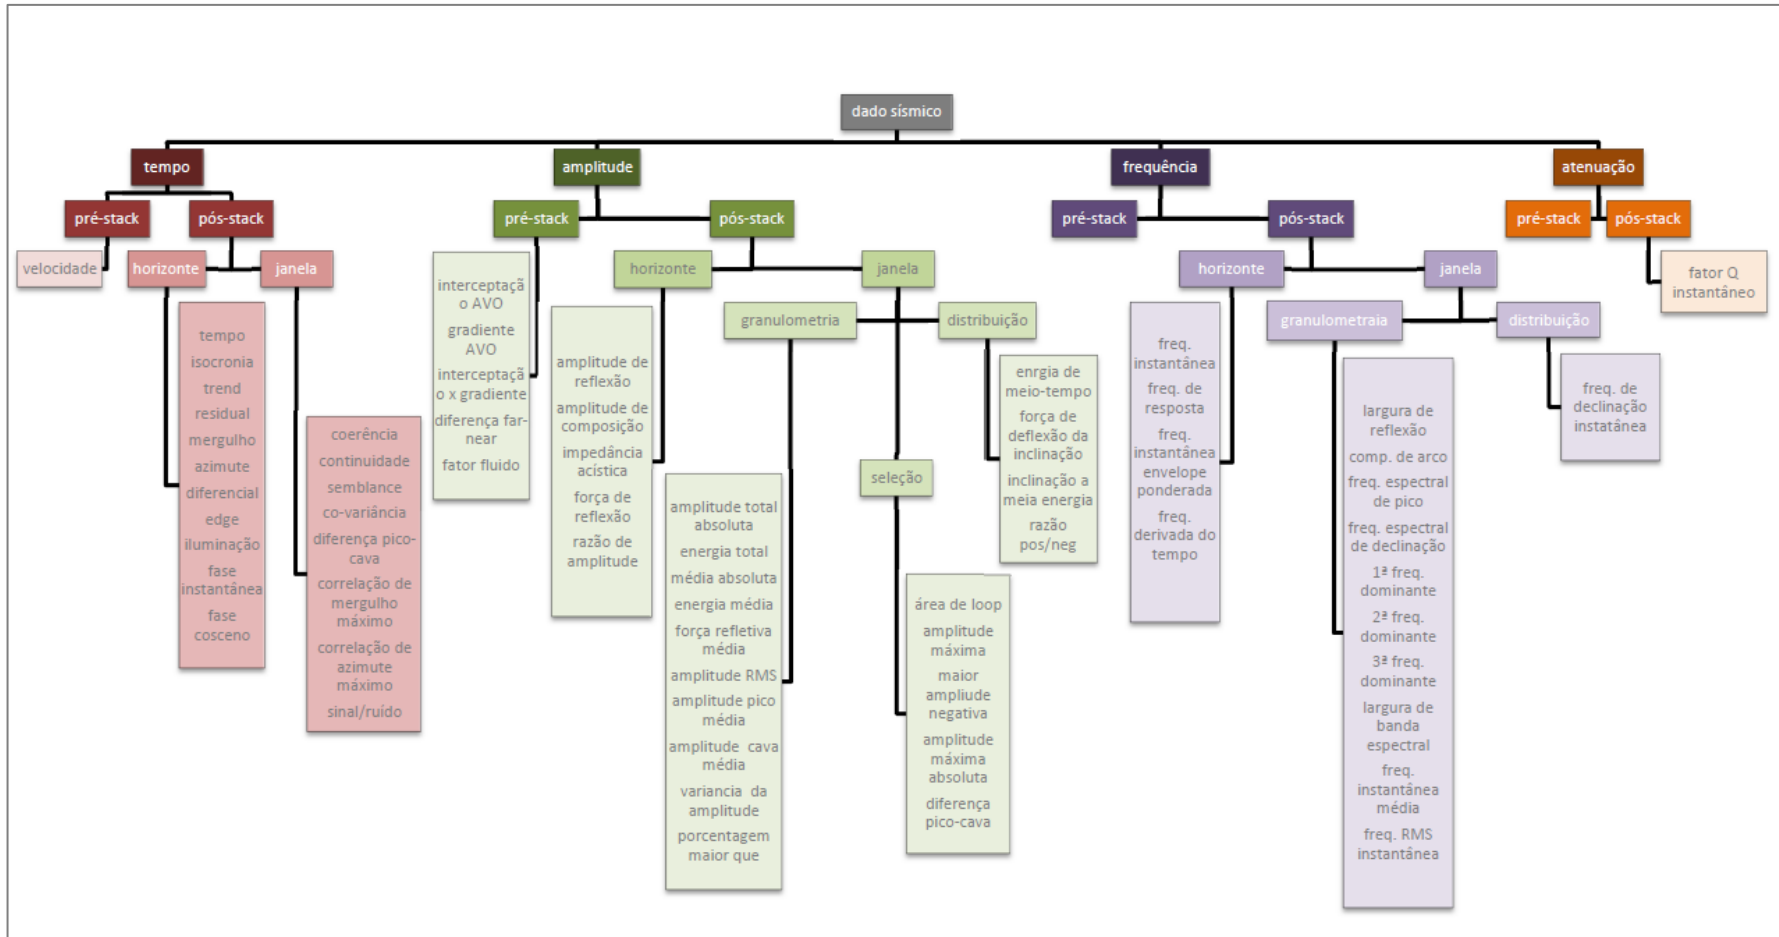 dado sísmico
tempo
amplitude
frequência
atenuação
pré-stack
pós-stack
pré-stack
pós-stack
pré-stack
pós-stack
pré-stack
pós-stack
velocidade
horizonte
janela
horizonte
janela
horizonte
janela
fator Q
instantâneo
tempo
isocronia
trend
residual
mergulho
azimute
diferencial
edge
iluminação
fase
instantânea
fase
cosceno
coerência
continuidade
semblance
co-variância
diferença pico-
cava
correlação de
mergulho
máximo
correlação de
azimute
máximo
sinal/ruído
interceptaçã
o AVO
gradiente
AVO
interceptaçã
o x gradiente
diferença far-
near
fator fluido
amplitude de
reflexão
amplitude de
composição
impedância
acística
força de
reflexão
razão de
amplitude
granulometria
distribuição
seleção
amplitude total
absoluta
energia total
média absoluta
energia média
força refletiva
média
amplitude RMS
amplitude pico
média
amplitude cava
média
variancia da
amplitude
porcentagem
maior que
área de loop
amplitude
máxima
maior
ampliude
negativa
amplitude
máxima
absoluta
diferença
pico-cava
enrgia de
meio-tempo
força de
deflexão da
inclinação
inclinação a
meia energia
razão
pos/neg
freq.
instantânea
freq. de
resposta
freq.
instantânea
envelope
ponderada
freq.
derivada do
tempo
granulometraia
distribuição
largura de
reflexão
comp. de arco
freq. espectral
de pico
freq. espectral
de declinação
1ª freq.
dominante
2ª freq.
dominante
3ª freq.
dominante
largura de
banda
espectral
freq.
instantânea
média
freq. RMS
instantânea
freq. de
declinação
instatânea